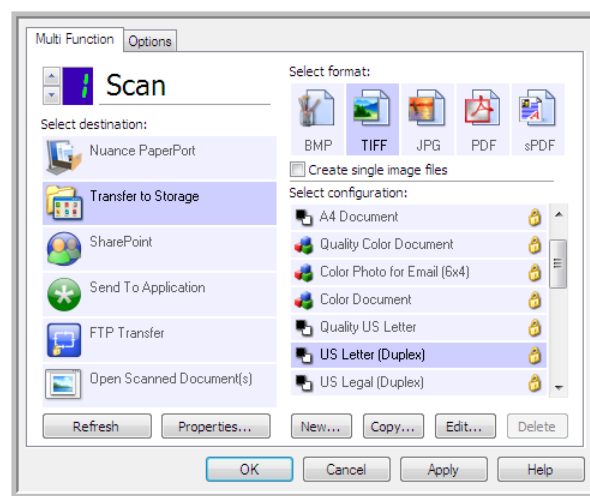 Multi Function
Options
1
Scan
Select destination:
Nuance PaperPort
Transfer to Storage
SharePoint
Send To Application
FTP Transfer
Open Scanned Document(s)
Refresh
Properties...
Select format:
BMP
TIFF
JPG
PDF
sPDF
Create single image files
Select configuration:
A4 Document
Quality Color Document
Color Photo for Email (6x4)
Color Document
Quality US Letter
US Letter (Duplex)
US Legal (Duplex)
New...
Copy...
Edit...
Delete
OK
Cancel
Apply
Help